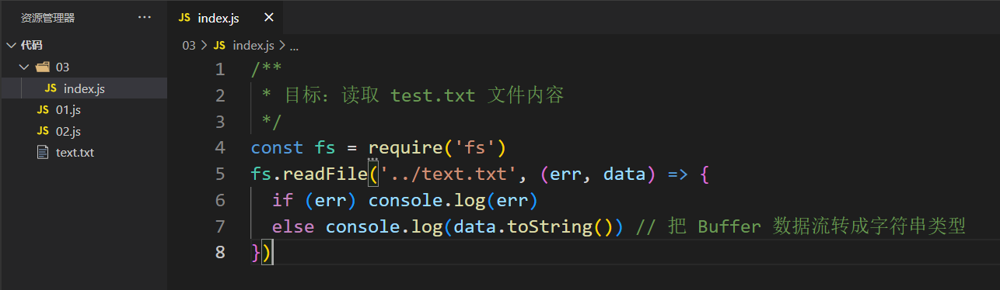 资源管理器 ...
代码
03
JS index.js
JS 01.js
JS 02.js
text.txt
JS index.js ×
03 > JS index.js > ...
1 /**
2  * 目标：读取 test.txt 文件内容
3  */
4 const fs = require('fs')
5 fs.readFile('../text.txt', (err, data) => {
6   if (err) console.log(err)
7   else console.log(data.toString()) // 把 Buffer 数据流转成字符串类型
8 })